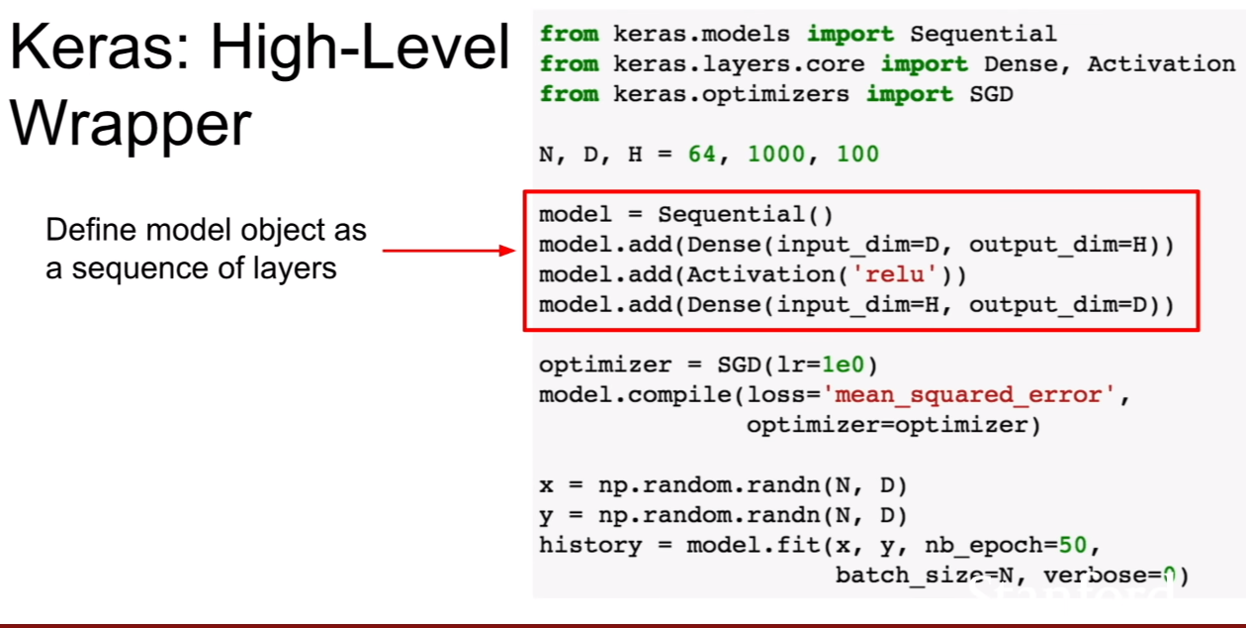 Keras: High-Level
Wrapper
Define model object as
a sequence of layers
from keras.models import Sequential
from keras.layers.core import Dense, Activation
from keras.optimizers import SGD
N, D, H = 64, 1000, 100
model = Sequential()
model.add(Dense(input_dim=D, output_dim=H))
model.add(Activation('relu'))
model.add(Dense(input_dim=H, output_dim=D))
optimizer = SGD(lr=1e0)
model.compile(loss='mean_squared_error',
optimizer=optimizer)
x = np.random.randn(N, D)
y = np.random.randn(N, D)
history = model.fit(x, y, nb_epoch=50,
batch_size=N, verbose=0)
Stanford